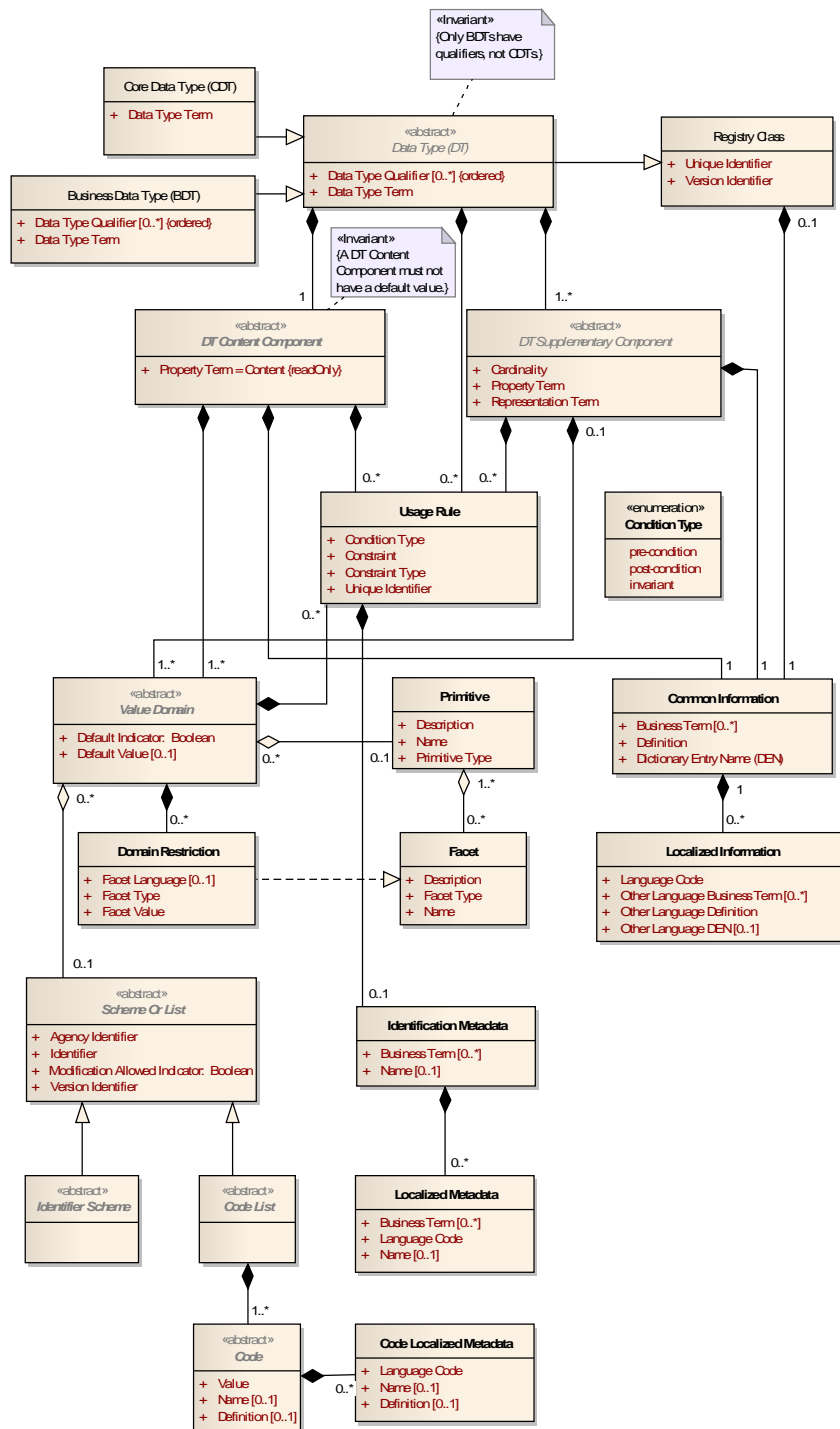 «Invariant»
{Only BDTs have
qualifiers, not CDTs.}
Core Data Type (CDT)
+ Data Type Term
«abstract»
Data Type (DT)
+ Data Type Qualifier [0..*] {ordered}
+ Data Type Term
Registry Class
+ Unique Identifier
+ Version Identifier
Business Data Type (BDT)
+ Data Type Qualifier [0..*] {ordered}
+ Data Type Term
0..1
«Invariant»
{A DT Content
Component must not
have a default value.}
1
1..*
«abstract»
DT Content Component
+ Property Term = Content {readOnly}
«abstract»
DT Supplementary Component
+ Cardinality
+ Property Term
+ Representation Term
0..1
0..*
0..*
0..*
Usage Rule
+ Condition Type
+ Constraint
+ Constraint Type
+ Unique Identifier
«enumeration»
Condition Type
pre-condition
post-condition
invariant
0..*
1..*
1..*
1
1
1
«abstract»
Value Domain
+ Default Indicator: Boolean
+ Default Value [0..1]
Primitive
+ Description
+ Name
+ Primitive Type
Common Information
+ Business Term [0..*]
+ Definition
+ Dictionary Entry Name (DEN)
0..*
0..1
0..*
1..*
1
0..*
0..*
0..*
Domain Restriction
+ Facet Language [0..1]
+ Facet Type
+ Facet Value
Facet
+ Description
+ Facet Type
+ Name
Localized Information
+ Language Code
+ Other Language Business Term [0..*]
+ Other Language Definition
+ Other Language DEN [0..1]
0..1
0..1
«abstract»
Scheme Or List
+ Agency Identifier
+ Identifier
+ Modification Allowed Indicator: Boolean
+ Version Identifier
Identification Metadata
+ Business Term [0..*]
+ Name [0..1]
0..*
«abstract»
Identifier Scheme
«abstract»
Code List
Localized Metadata
+ Business Term [0..*]
+ Language Code
+ Name [0..1]
1..*
«abstract»
Code
+ Value
+ Name [0..1]
+ Definition [0..1]
0..*
Code Localized Metadata
+ Language Code
+ Name [0..1]
+ Definition [0..1]